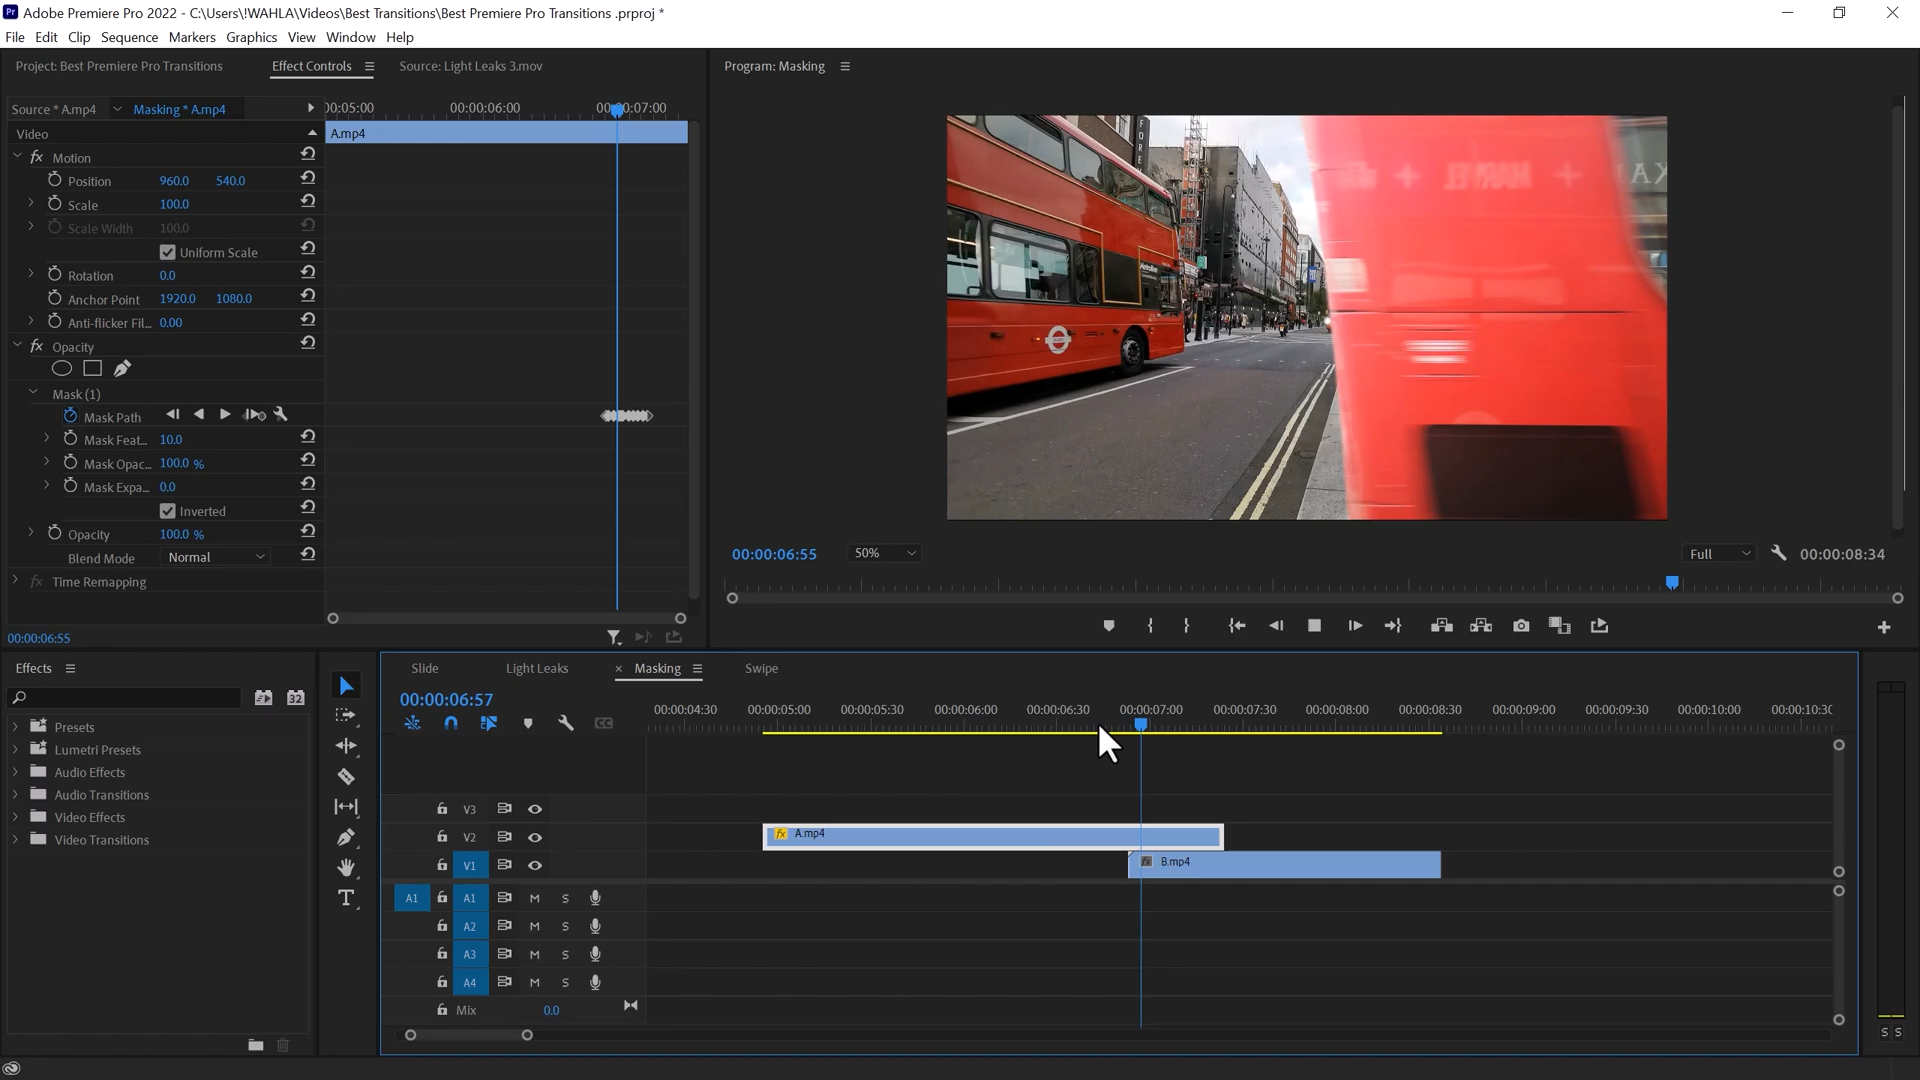 Adobe Premiere Pro 2022 - C:\Users\!WAHLA\Videos\Best Transitions\Best Premiere Pro Transitions .prproj *
File Edit Clip Sequence Markers Graphics View Window Help
Project: Best Premiere Pro Transitions Effect Controls Source: Light Leaks 3.mov
Program: Masking
Source * A.mp4 Masking * A.mp4
00:05:00 00:00:06:00 00:00:07:00
Video
A.mp4
Motion
Position 960.0 540.0
Scale 100.0
Scale Width 100.0
Uniform Scale
Rotation 0.0
Anchor Point 1920.0 1080.0
Anti-flicker Fil... 0.00
Opacity
Mask (1)
Mask Path
Mask Feat... 10.0
Mask Opac... 100.0 %
Mask Expa... 0.0
Inverted
Opacity 100.0 %
Blend Mode Normal
Time Remapping
00:00:06:55
FORE
00:00:06:55 50% Full 00:00:08:34
Effects
32
Presets
Lumetri Presets
Audio Effects
Audio Transitions
Video Effects
Video Transitions
Slide Light Leaks × Masking Swipe
00:00:06:57
00:00:04:30 00:00:05:00 00:00:05:30 00:00:06:00 00:00:06:30 00:00:07:00 00:00:07:30 00:00:08:00 00:00:08:30 00:00:09:00 00:00:09:30 00:00:10:00 00:00:10:30
V3
V2 fx A.mp4
V1 fx B.mp4
A1 A1 M S
A2 M S
A3 M S
A4 M S
Mix 0.0
S S